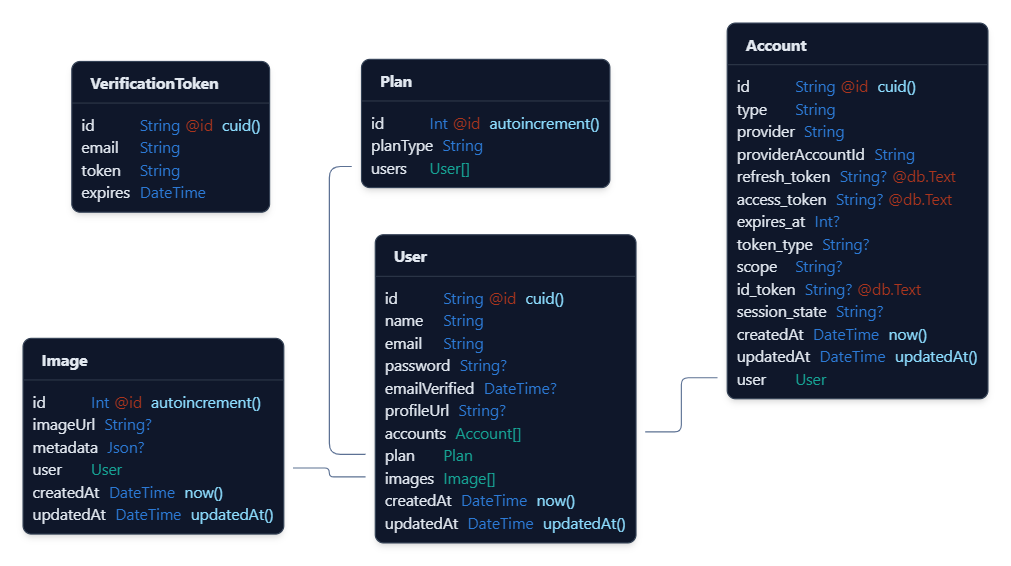 VerificationToken
id String @id cuid()
email String
token String
expires DateTime
Plan
id Int @id autoincrement()
planType String
users User[]
Account
id String @id cuid()
type String
provider String
providerAccountId String
refresh_token String? @db.Text
access_token String? @db.Text
expires_at Int?
token_type String?
scope String?
id_token String? @db.Text
session_state String?
createdAt DateTime now()
updatedAt DateTime updatedAt()
user User
User
id String @id cuid()
name String
email String
password String?
emailVerified DateTime?
profileUrl String?
accounts Account[]
plan Plan
images Image[]
createdAt DateTime now()
updatedAt DateTime updatedAt()
Image
id Int @id autoincrement()
imageUrl String?
metadata Json?
user User
createdAt DateTime now()
updatedAt DateTime updatedAt()